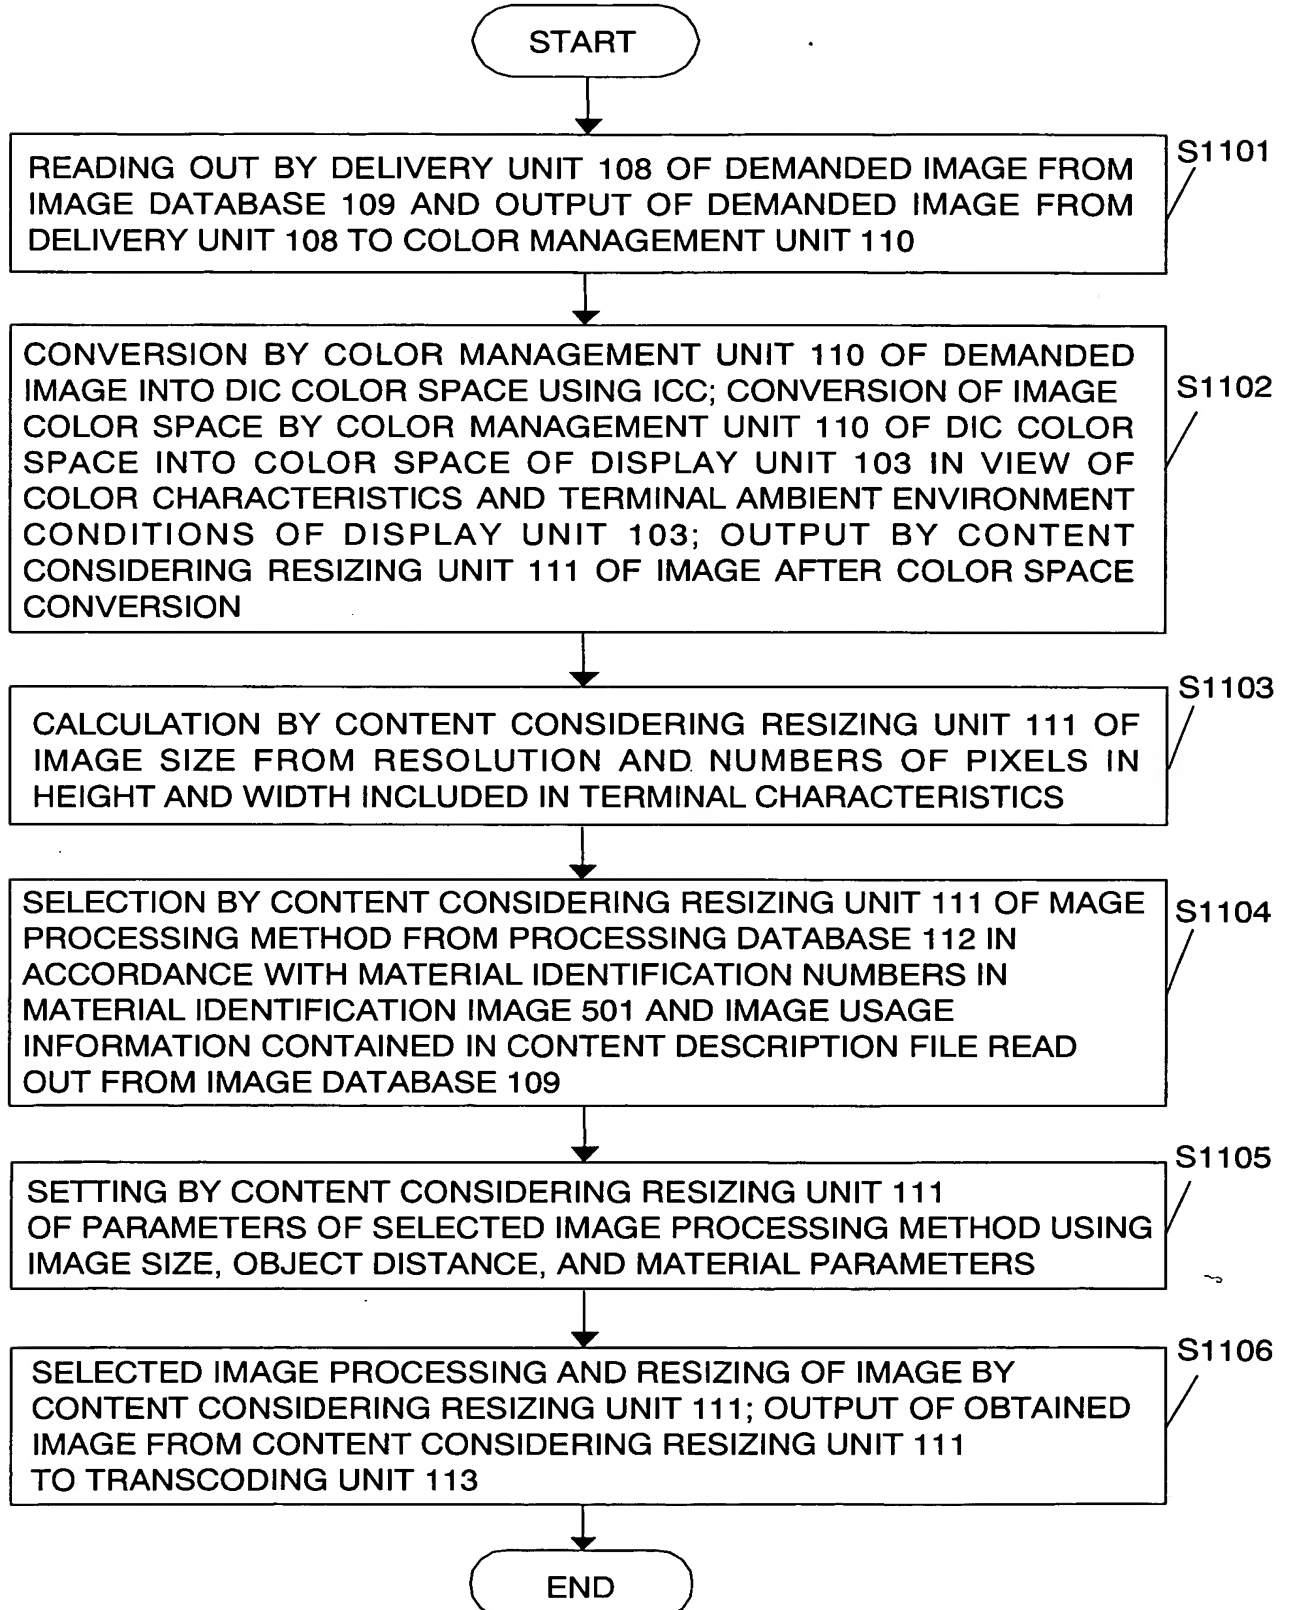 START
S1101
READING OUT BY DELIVERY UNIT 108 OF DEMANDED IMAGE FROM
IMAGE DATABASE 109 AND OUTPUT OF DEMANDED IMAGE FROM
DELIVERY UNIT 108 TO COLOR MANAGEMENT UNIT 110
S1102
CONVERSION BY COLOR MANAGEMENT UNIT 110 OF DEMANDED
IMAGE INTO DIC COLOR SPACE USING ICC; CONVERSION OF IMAGE
COLOR SPACE BY COLOR MANAGEMENT UNIT 110 OF DIC COLOR
SPACE INTO COLOR SPACE OF DISPLAY UNIT 103 IN VIEW OF
COLOR CHARACTERISTICS AND TERMINAL AMBIENT ENVIRONMENT
CONDITIONS OF DISPLAY UNIT 103; OUTPUT BY CONTENT
CONSIDERING RESIZING UNIT 111 OF IMAGE AFTER COLOR SPACE
CONVERSION
S1103
CALCULATION BY CONTENT CONSIDERING RESIZING UNIT 111 OF
IMAGE SIZE FROM RESOLUTION AND NUMBERS OF PIXELS IN
HEIGHT AND WIDTH INCLUDED IN TERMINAL CHARACTERISTICS
S1104
SELECTION BY CONTENT CONSIDERING RESIZING UNIT 111 OF MAGE
PROCESSING METHOD FROM PROCESSING DATABASE 112 IN
ACCORDANCE WITH MATERIAL IDENTIFICATION NUMBERS IN
MATERIAL IDENTIFICATION IMAGE 501 AND IMAGE USAGE
INFORMATION CONTAINED IN CONTENT DESCRIPTION FILE READ
OUT FROM IMAGE DATABASE 109
S1105
SETTING BY CONTENT CONSIDERING RESIZING UNIT 111
OF PARAMETERS OF SELECTED IMAGE PROCESSING METHOD USING
IMAGE SIZE, OBJECT DISTANCE, AND MATERIAL PARAMETERS
S1106
SELECTED IMAGE PROCESSING AND RESIZING OF IMAGE BY
CONTENT CONSIDERING RESIZING UNIT 111; OUTPUT OF OBTAINED
IMAGE FROM CONTENT CONSIDERING RESIZING UNIT 111
TO TRANSCODING UNIT 113
END